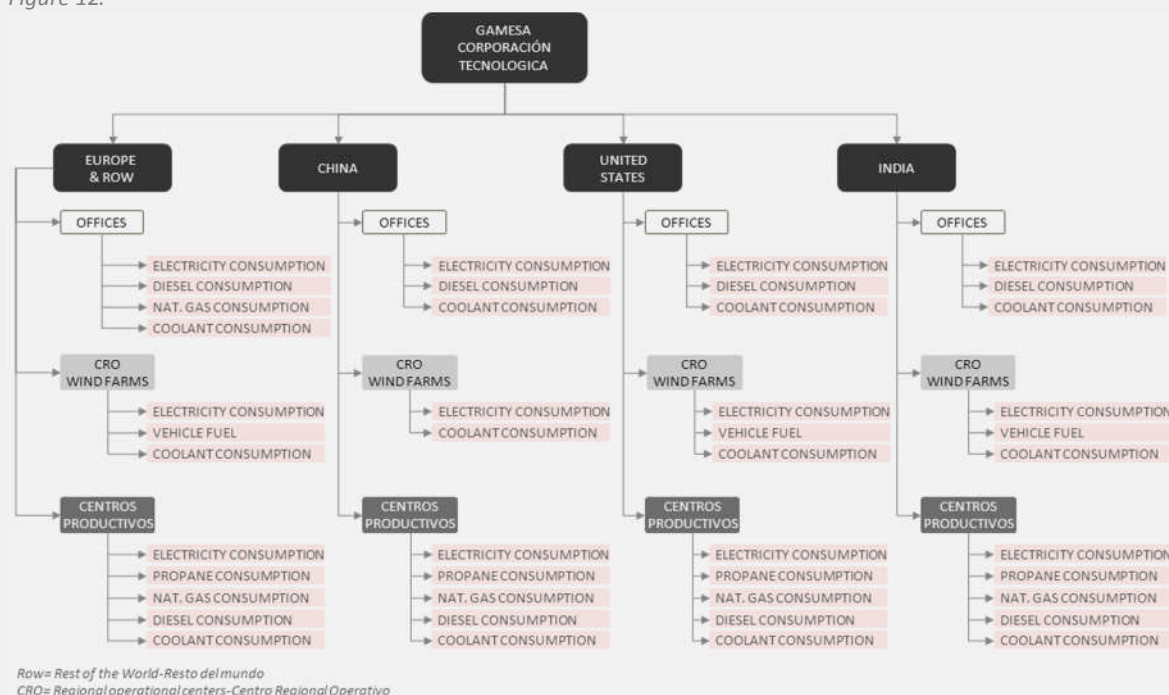 Figure 12.
GAMESA
CORPORACIÓN
TECNOLOGICA
EUROPE
& ROW
CHINA
UNITED
STATES
INDIA
OFFICES
OFFICES
OFFICES
OFFICES
ELECTRICITY CONSUMPTION
DIESEL CONSUMPTION
NAT. GAS CONSUMPTION
COOLANT CONSUMPTION
ELECTRICITY CONSUMPTION
DIESEL CONSUMPTION
COOLANT CONSUMPTION
ELECTRICITY CONSUMPTION
DIESEL CONSUMPTION
COOLANT CONSUMPTION
ELECTRICITY CONSUMPTION
DIESEL CONSUMPTION
COOLANT CONSUMPTION
CRO
WIND FARMS
CRO
WIND FARMS
CRO
WIND FARMS
CRO
WIND FARMS
ELECTRICITY CONSUMPTION
VEHICLE FUEL
COOLANT CONSUMPTION
ELECTRICITY CONSUMPTION
COOLANT CONSUMPTION
ELECTRICITY CONSUMPTION
VEHICLE FUEL
COOLANT CONSUMPTION
ELECTRICITY CONSUMPTION
VEHICLE FUEL
COOLANT CONSUMPTION
CENTROS
PRODUCTIVOS
CENTROS
PRODUCTIVOS
CENTROS
PRODUCTIVOS
CENTROS
PRODUCTIVOS
ELECTRICITY CONSUMPTION
PROPANE CONSUMPTION
NAT. GAS CONSUMPTION
DIESEL CONSUMPTION
COOLANT CONSUMPTION
ELECTRICITY CONSUMPTION
PROPANE CONSUMPTION
NAT. GAS CONSUMPTION
DIESEL CONSUMPTION
COOLANT CONSUMPTION
ELECTRICITY CONSUMPTION
PROPANE CONSUMPTION
NAT. GAS CONSUMPTION
DIESEL CONSUMPTION
COOLANT CONSUMPTION
ELECTRICITY CONSUMPTION
PROPANE CONSUMPTION
NAT. GAS CONSUMPTION
DIESEL CONSUMPTION
COOLANT CONSUMPTION
Row= Rest of the World-Resto del mundo
CRO= Regional operational centers-Centro Regional Operativo